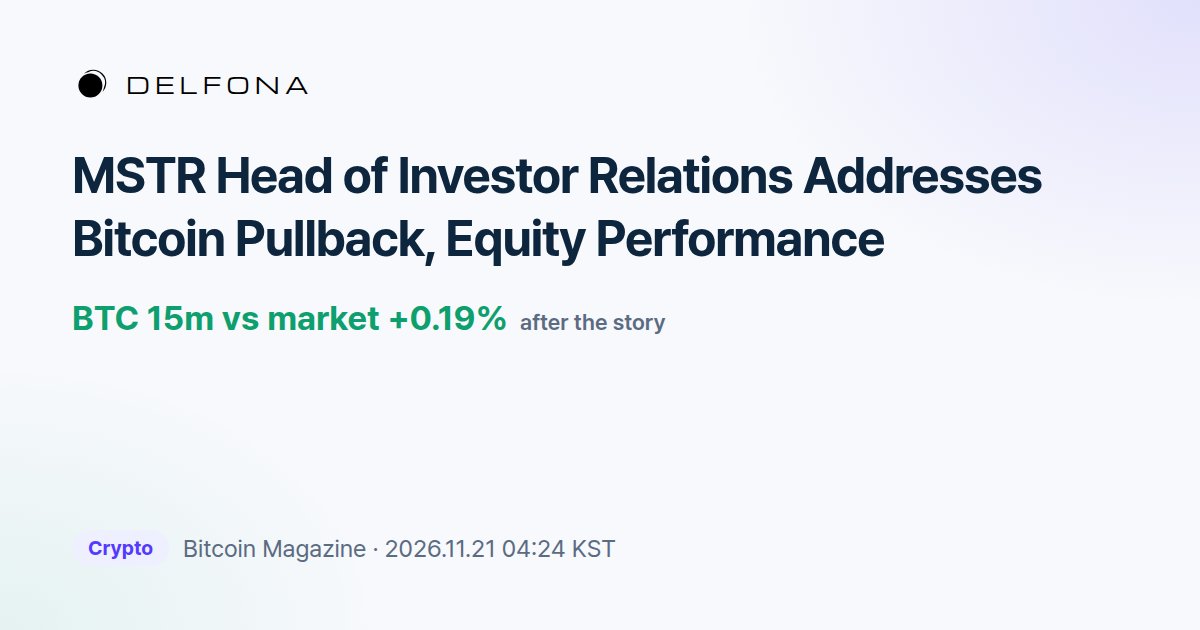 DELFONA
MSTR Head of Investor Relations Addresses
Bitcoin Pullback, Equity Performance
BTC 15m vs market +0.19% after the story
Crypto Bitcoin Magazine · 2026.11.21 04:24 KST